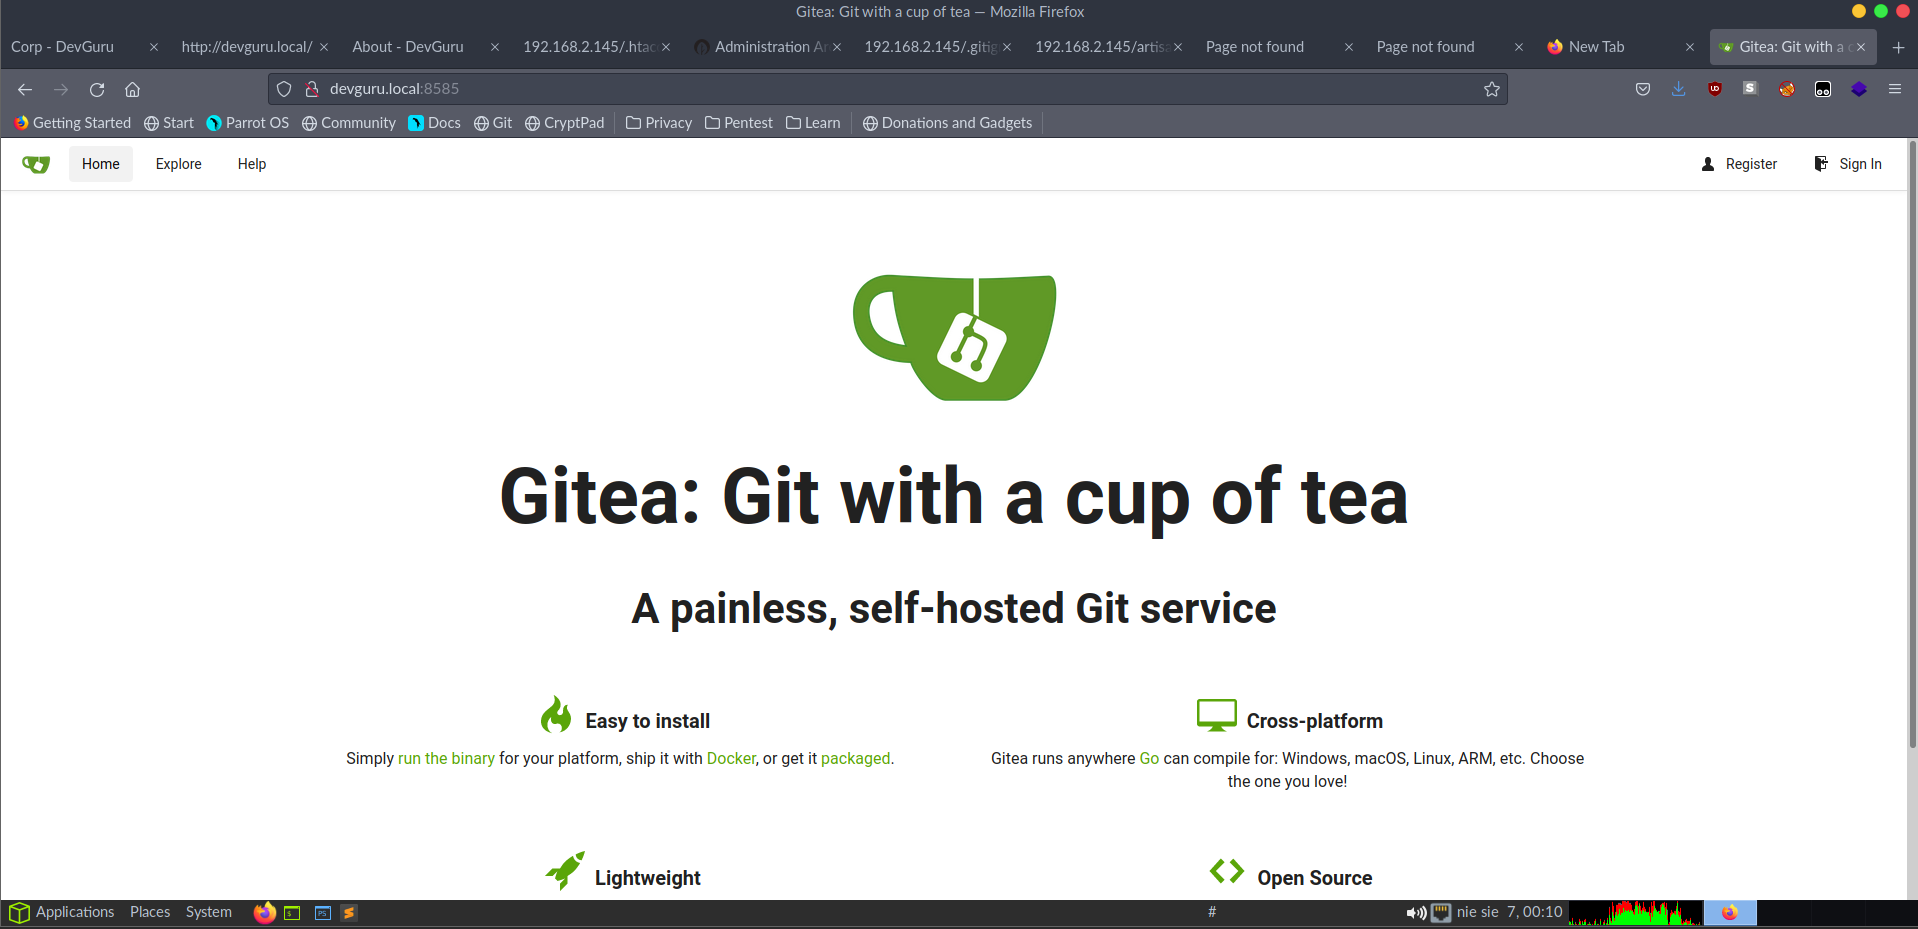 Gitea: Git with a cup of tea — Mozilla Firefox
Corp - DevGuru http://devguru.local/ About - DevGuru 192.168.2.145/.htac Administration Ar 192.168.2.145/.gitig 192.168.2.145/artisa Page not found Page not found New Tab Gitea: Git with a c
devguru.local:8585
Getting Started Start Parrot OS Community Docs Git CryptPad Privacy Pentest Learn Donations and Gadgets
Home Explore Help Register Sign In
Gitea: Git with a cup of tea
A painless, self-hosted Git service
Easy to install
Simply run the binary for your platform, ship it with Docker, or get it packaged.
Cross-platform
Gitea runs anywhere Go can compile for: Windows, macOS, Linux, ARM, etc. Choose
the one you love!
Lightweight
Open Source
Applications Places System # nie sie 7, 00:10